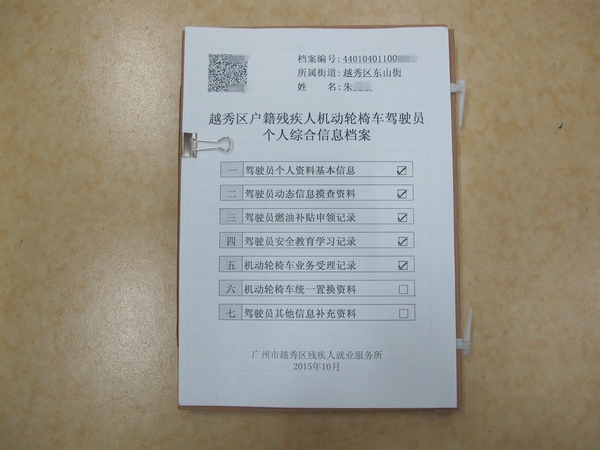 档案编号:44010401100
所属街道:越秀区东山街
姓 名:朱
越秀区户籍残疾人机动轮椅车驾驶员
个人综合信息档案
一 驾驶员个人资料基本信息 ☑
二 驾驶员动态信息摸查资料 ☑
三 驾驶员燃油补贴申领记录 ☑
四 驾驶员安全教育学习记录 ☑
五 机动轮椅车业务受理记录 ☑
六 机动轮椅车统一置换资料 ☐
七 驾驶员其他信息补充资料 ☐
广州市越秀区残疾人就业服务所
2015年10月